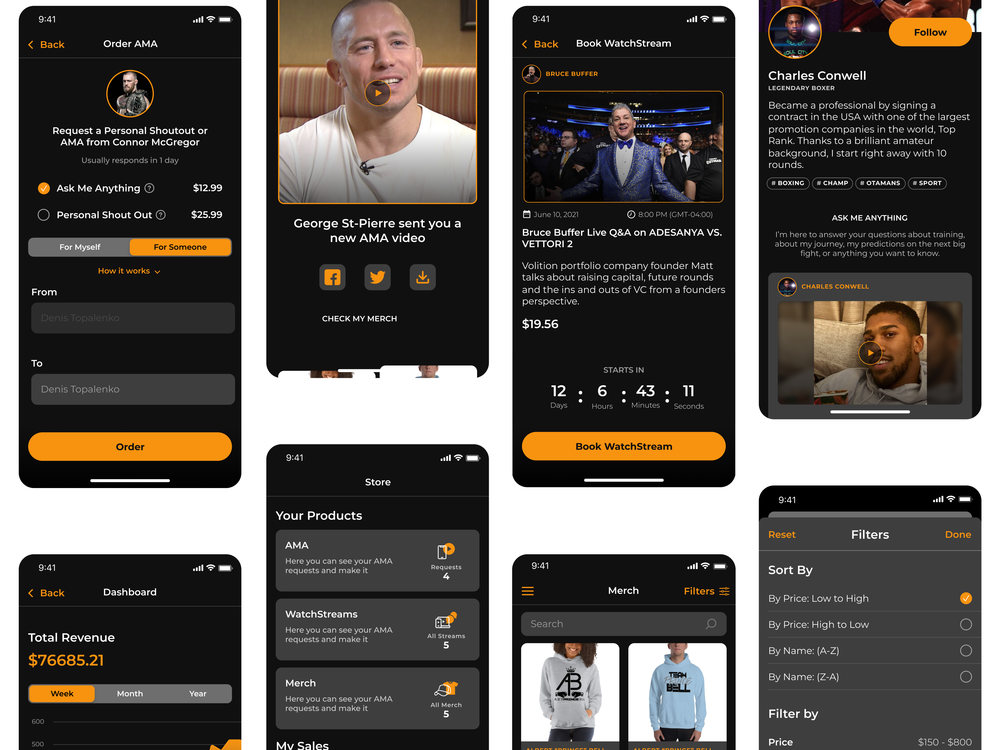 9:41
Back
Order AMA
Request a Personal Shoutout or
AMA from Connor McGregor
Usually responds in 1 day
Ask Me Anything ? $12.99
Personal Shout Out ? $25.99
For Myself For Someone
How it works
From
Denis Topalenko
To
Denis Topalenko
Order
George St-Pierre sent you a
new AMA video
CHECK MY MERCH
9:41
Back
Book WatchStream
BRUCE BUFFER
June 10, 2021 8:00 PM (GMT-04:00)
Bruce Buffer Live Q&A on ADESANYA VS.
VETTORI 2
Volition portfolio company founder Matt
talks about raising capital, future rounds
and the ins and outs of VC from a founders
perspective.
$19.56
STARTS IN
12 : 6 : 43 : 11
Days Hours Minutes Seconds
Book WatchStream
Follow
Charles Conwell
LEGENDARY BOXER
Became a professional by signing a
contract in the USA with one of the largest
promotion companies in the world, Top
Rank. Thanks to a brilliant amateur
background, I start right away with 10
rounds.
# BOXING # CHAMP # OTAMANS # SPORT
ASK ME ANYTHING
I'm here to answer your questions about training,
about my journey, my predictions on the next big
fight, or anything you want to know.
CHARLES CONWELL
9:41
Back
Dashboard
Total Revenue
$76685.21
Week Month Year
600
500
9:41
Store
Your Products
AMA
Here you can see your AMA
requests and make it
Requests
4
WatchStreams
Here you can see your AMA
requests and make it
All Streams
5
Merch
Here you can see your AMA
requests and make it
All Merch
5
My Sales
9:41
Merch
Filters
Search
AB
TEAM
BELL
9:41
Reset
Filters
Done
Sort By
By Price: Low to High
By Price: High to Low
By Name: (A-Z)
By Name: (Z-A)
Filter by
Price $150 - $800